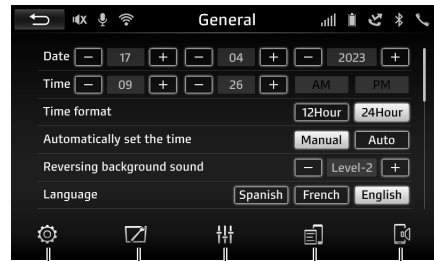 General
Date − 17 + − 04 + − 2023 +
Time − 09 + − 26 + AM PM
Time format 12Hour 24Hour
Automatically set the time Manual Auto
Reversing background sound − Level-2 +
Language Spanish French English